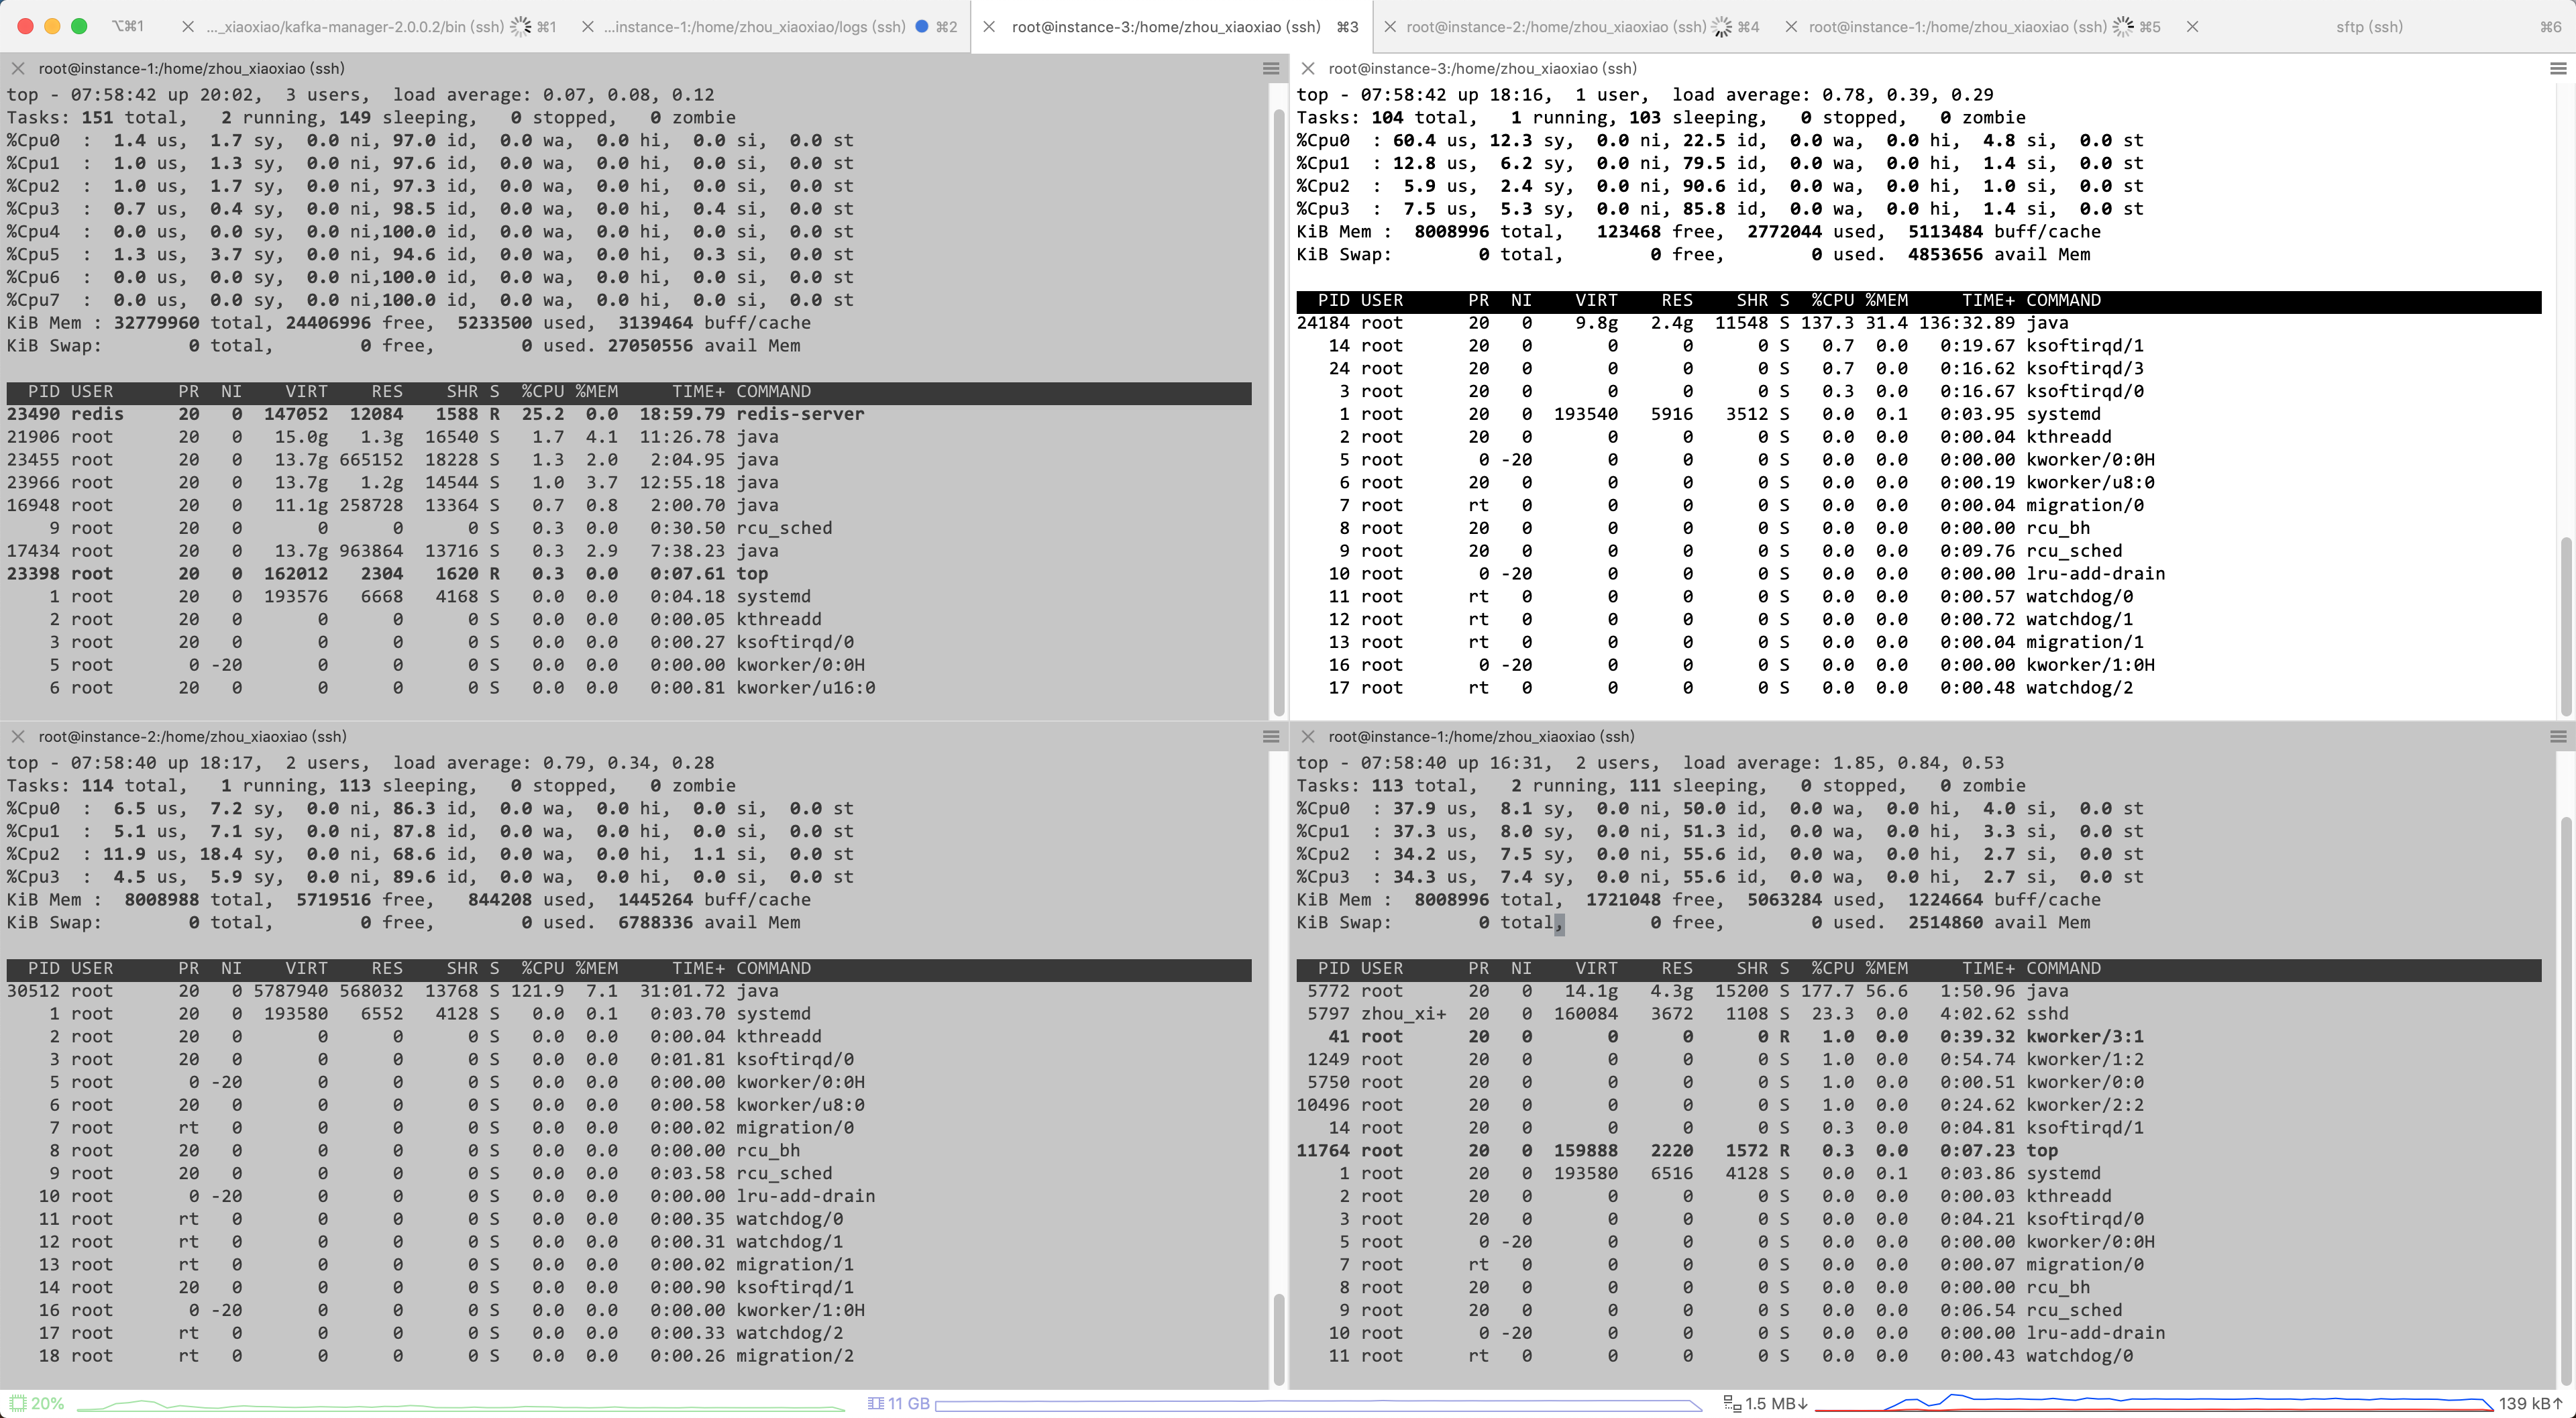 ⌥⌘1 ..._xiaoxiao/kafka-manager-2.0.0.2/bin (ssh) ⌘1 ...instance-1:/home/zhou_xiaoxiao/logs (ssh) ⌘2 root@instance-3:/home/zhou_xiaoxiao (ssh) ⌘3 root@instance-2:/home/zhou_xiaoxiao (ssh) ⌘4 root@instance-1:/home/zhou_xiaoxiao (ssh) ⌘5 sftp (ssh) ⌘6
root@instance-1:/home/zhou_xiaoxiao (ssh)
top - 07:58:42 up 20:02, 3 users, load average: 0.07, 0.08, 0.12
Tasks: 151 total, 2 running, 149 sleeping, 0 stopped, 0 zombie
%Cpu0 : 1.4 us, 1.7 sy, 0.0 ni, 97.0 id, 0.0 wa, 0.0 hi, 0.0 si, 0.0 st
%Cpu1 : 1.0 us, 1.3 sy, 0.0 ni, 97.6 id, 0.0 wa, 0.0 hi, 0.0 si, 0.0 st
%Cpu2 : 1.0 us, 1.7 sy, 0.0 ni, 97.3 id, 0.0 wa, 0.0 hi, 0.0 si, 0.0 st
%Cpu3 : 0.7 us, 0.4 sy, 0.0 ni, 98.5 id, 0.0 wa, 0.0 hi, 0.4 si, 0.0 st
%Cpu4 : 0.0 us, 0.0 sy, 0.0 ni,100.0 id, 0.0 wa, 0.0 hi, 0.0 si, 0.0 st
%Cpu5 : 1.3 us, 3.7 sy, 0.0 ni, 94.6 id, 0.0 wa, 0.0 hi, 0.3 si, 0.0 st
%Cpu6 : 0.0 us, 0.0 sy, 0.0 ni,100.0 id, 0.0 wa, 0.0 hi, 0.0 si, 0.0 st
%Cpu7 : 0.0 us, 0.0 sy, 0.0 ni,100.0 id, 0.0 wa, 0.0 hi, 0.0 si, 0.0 st
KiB Mem : 32779960 total, 24406996 free, 5233500 used, 3139464 buff/cache
KiB Swap: 0 total, 0 free, 0 used. 27050556 avail Mem
PID USER PR NI VIRT RES SHR S %CPU %MEM TIME+ COMMAND
23490 redis 20 0 147052 12084 1588 R 25.2 0.0 18:59.79 redis-server
21906 root 20 0 15.0g 1.3g 16540 S 1.7 4.1 11:26.78 java
23455 root 20 0 13.7g 665152 18228 S 1.3 2.0 2:04.95 java
23966 root 20 0 13.7g 1.2g 14544 S 1.0 3.7 12:55.18 java
16948 root 20 0 11.1g 258728 13364 S 0.7 0.8 2:00.70 java
9 root 20 0 0 0 0 S 0.3 0.0 0:30.50 rcu_sched
17434 root 20 0 13.7g 963864 13716 S 0.3 2.9 7:38.23 java
23398 root 20 0 162012 2304 1620 R 0.3 0.0 0:07.61 top
1 root 20 0 193576 6668 4168 S 0.0 0.0 0:04.18 systemd
2 root 20 0 0 0 0 S 0.0 0.0 0:00.05 kthreadd
3 root 20 0 0 0 0 S 0.0 0.0 0:00.27 ksoftirqd/0
5 root 0 -20 0 0 0 S 0.0 0.0 0:00.00 kworker/0:0H
6 root 20 0 0 0 0 S 0.0 0.0 0:00.81 kworker/u16:0
root@instance-3:/home/zhou_xiaoxiao (ssh)
top - 07:58:42 up 18:16, 1 user, load average: 0.78, 0.39, 0.29
Tasks: 104 total, 1 running, 103 sleeping, 0 stopped, 0 zombie
%Cpu0 : 60.4 us, 12.3 sy, 0.0 ni, 22.5 id, 0.0 wa, 0.0 hi, 4.8 si, 0.0 st
%Cpu1 : 12.8 us, 6.2 sy, 0.0 ni, 79.5 id, 0.0 wa, 0.0 hi, 1.4 si, 0.0 st
%Cpu2 : 5.9 us, 2.4 sy, 0.0 ni, 90.6 id, 0.0 wa, 0.0 hi, 1.0 si, 0.0 st
%Cpu3 : 7.5 us, 5.3 sy, 0.0 ni, 85.8 id, 0.0 wa, 0.0 hi, 1.4 si, 0.0 st
KiB Mem : 8008996 total, 123468 free, 2772044 used, 5113484 buff/cache
KiB Swap: 0 total, 0 free, 0 used. 4853656 avail Mem
PID USER PR NI VIRT RES SHR S %CPU %MEM TIME+ COMMAND
24184 root 20 0 9.8g 2.4g 11548 S 137.3 31.4 136:32.89 java
14 root 20 0 0 0 0 S 0.7 0.0 0:19.67 ksoftirqd/1
24 root 20 0 0 0 0 S 0.7 0.0 0:16.62 ksoftirqd/3
3 root 20 0 0 0 0 S 0.3 0.0 0:16.67 ksoftirqd/0
1 root 20 0 193540 5916 3512 S 0.0 0.1 0:03.95 systemd
2 root 20 0 0 0 0 S 0.0 0.0 0:00.04 kthreadd
5 root 0 -20 0 0 0 S 0.0 0.0 0:00.00 kworker/0:0H
6 root 20 0 0 0 0 S 0.0 0.0 0:00.19 kworker/u8:0
7 root rt 0 0 0 0 S 0.0 0.0 0:00.04 migration/0
8 root 20 0 0 0 0 S 0.0 0.0 0:00.00 rcu_bh
9 root 20 0 0 0 0 S 0.0 0.0 0:09.76 rcu_sched
10 root 0 -20 0 0 0 S 0.0 0.0 0:00.00 lru-add-drain
11 root rt 0 0 0 0 S 0.0 0.0 0:00.57 watchdog/0
12 root rt 0 0 0 0 S 0.0 0.0 0:00.72 watchdog/1
13 root rt 0 0 0 0 S 0.0 0.0 0:00.04 migration/1
16 root 0 -20 0 0 0 S 0.0 0.0 0:00.00 kworker/1:0H
17 root rt 0 0 0 0 S 0.0 0.0 0:00.48 watchdog/2
root@instance-2:/home/zhou_xiaoxiao (ssh)
top - 07:58:40 up 18:17, 2 users, load average: 0.79, 0.34, 0.28
Tasks: 114 total, 1 running, 113 sleeping, 0 stopped, 0 zombie
%Cpu0 : 6.5 us, 7.2 sy, 0.0 ni, 86.3 id, 0.0 wa, 0.0 hi, 0.0 si, 0.0 st
%Cpu1 : 5.1 us, 7.1 sy, 0.0 ni, 87.8 id, 0.0 wa, 0.0 hi, 0.0 si, 0.0 st
%Cpu2 : 11.9 us, 18.4 sy, 0.0 ni, 68.6 id, 0.0 wa, 0.0 hi, 1.1 si, 0.0 st
%Cpu3 : 4.5 us, 5.9 sy, 0.0 ni, 89.6 id, 0.0 wa, 0.0 hi, 0.0 si, 0.0 st
KiB Mem : 8008988 total, 5719516 free, 844208 used, 1445264 buff/cache
KiB Swap: 0 total, 0 free, 0 used. 6788336 avail Mem
PID USER PR NI VIRT RES SHR S %CPU %MEM TIME+ COMMAND
30512 root 20 0 5787940 568032 13768 S 121.9 7.1 31:01.72 java
1 root 20 0 193580 6552 4128 S 0.0 0.1 0:03.70 systemd
2 root 20 0 0 0 0 S 0.0 0.0 0:00.04 kthreadd
3 root 20 0 0 0 0 S 0.0 0.0 0:01.81 ksoftirqd/0
5 root 0 -20 0 0 0 S 0.0 0.0 0:00.00 kworker/0:0H
6 root 20 0 0 0 0 S 0.0 0.0 0:00.58 kworker/u8:0
7 root rt 0 0 0 0 S 0.0 0.0 0:00.02 migration/0
8 root 20 0 0 0 0 S 0.0 0.0 0:00.00 rcu_bh
9 root 20 0 0 0 0 S 0.0 0.0 0:03.58 rcu_sched
10 root 0 -20 0 0 0 S 0.0 0.0 0:00.00 lru-add-drain
11 root rt 0 0 0 0 S 0.0 0.0 0:00.35 watchdog/0
12 root rt 0 0 0 0 S 0.0 0.0 0:00.31 watchdog/1
13 root rt 0 0 0 0 S 0.0 0.0 0:00.02 migration/1
14 root 20 0 0 0 0 S 0.0 0.0 0:00.90 ksoftirqd/1
16 root 0 -20 0 0 0 S 0.0 0.0 0:00.00 kworker/1:0H
17 root rt 0 0 0 0 S 0.0 0.0 0:00.33 watchdog/2
18 root rt 0 0 0 0 S 0.0 0.0 0:00.26 migration/2
root@instance-1:/home/zhou_xiaoxiao (ssh)
top - 07:58:40 up 16:31, 2 users, load average: 1.85, 0.84, 0.53
Tasks: 113 total, 2 running, 111 sleeping, 0 stopped, 0 zombie
%Cpu0 : 37.9 us, 8.1 sy, 0.0 ni, 50.0 id, 0.0 wa, 0.0 hi, 4.0 si, 0.0 st
%Cpu1 : 37.3 us, 8.0 sy, 0.0 ni, 51.3 id, 0.0 wa, 0.0 hi, 3.3 si, 0.0 st
%Cpu2 : 34.2 us, 7.5 sy, 0.0 ni, 55.6 id, 0.0 wa, 0.0 hi, 2.7 si, 0.0 st
%Cpu3 : 34.3 us, 7.4 sy, 0.0 ni, 55.6 id, 0.0 wa, 0.0 hi, 2.7 si, 0.0 st
KiB Mem : 8008996 total, 1721048 free, 5063284 used, 1224664 buff/cache
KiB Swap: 0 total, 0 free, 0 used. 2514860 avail Mem
PID USER PR NI VIRT RES SHR S %CPU %MEM TIME+ COMMAND
5772 root 20 0 14.1g 4.3g 15200 S 177.7 56.6 1:50.96 java
5797 zhou_xi+ 20 0 160084 3672 1108 S 23.3 0.0 4:02.62 sshd
41 root 20 0 0 0 0 R 1.0 0.0 0:39.32 kworker/3:1
1249 root 20 0 0 0 0 S 1.0 0.0 0:54.74 kworker/1:2
5750 root 20 0 0 0 0 S 1.0 0.0 0:00.51 kworker/0:0
10496 root 20 0 0 0 0 S 1.0 0.0 0:24.62 kworker/2:2
14 root 20 0 0 0 0 S 0.3 0.0 0:04.81 ksoftirqd/1
11764 root 20 0 159888 2220 1572 R 0.3 0.0 0:07.23 top
1 root 20 0 193580 6516 4128 S 0.0 0.1 0:03.86 systemd
2 root 20 0 0 0 0 S 0.0 0.0 0:00.03 kthreadd
3 root 20 0 0 0 0 S 0.0 0.0 0:04.21 ksoftirqd/0
5 root 0 -20 0 0 0 S 0.0 0.0 0:00.00 kworker/0:0H
7 root rt 0 0 0 0 S 0.0 0.0 0:00.07 migration/0
8 root 20 0 0 0 0 S 0.0 0.0 0:00.00 rcu_bh
9 root 20 0 0 0 0 S 0.0 0.0 0:06.54 rcu_sched
10 root 0 -20 0 0 0 S 0.0 0.0 0:00.00 lru-add-drain
11 root rt 0 0 0 0 S 0.0 0.0 0:00.43 watchdog/0
20% 11 GB 1.5 MB↓ 139 kB↑